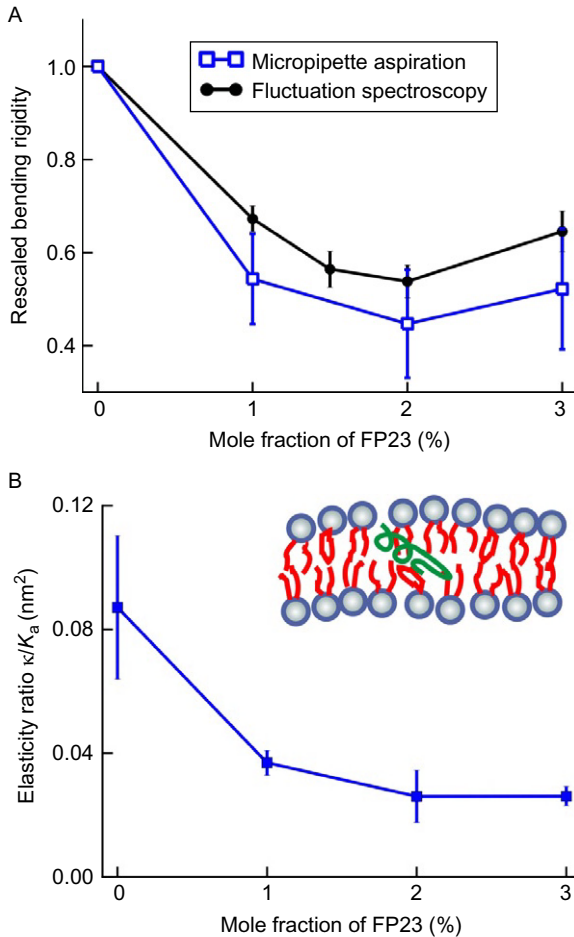 A
Micropipette aspiration
Fluctuation spectroscopy
Rescaled bending rigidity
1.0
0.8
0.6
0.4
0 1 2 3
Mole fraction of FP23 (%)
B
Elasticity ratio κ/Kₐ (nm²)
0.12
0.08
0.04
0.00
0 1 2 3
Mole fraction of FP23 (%)